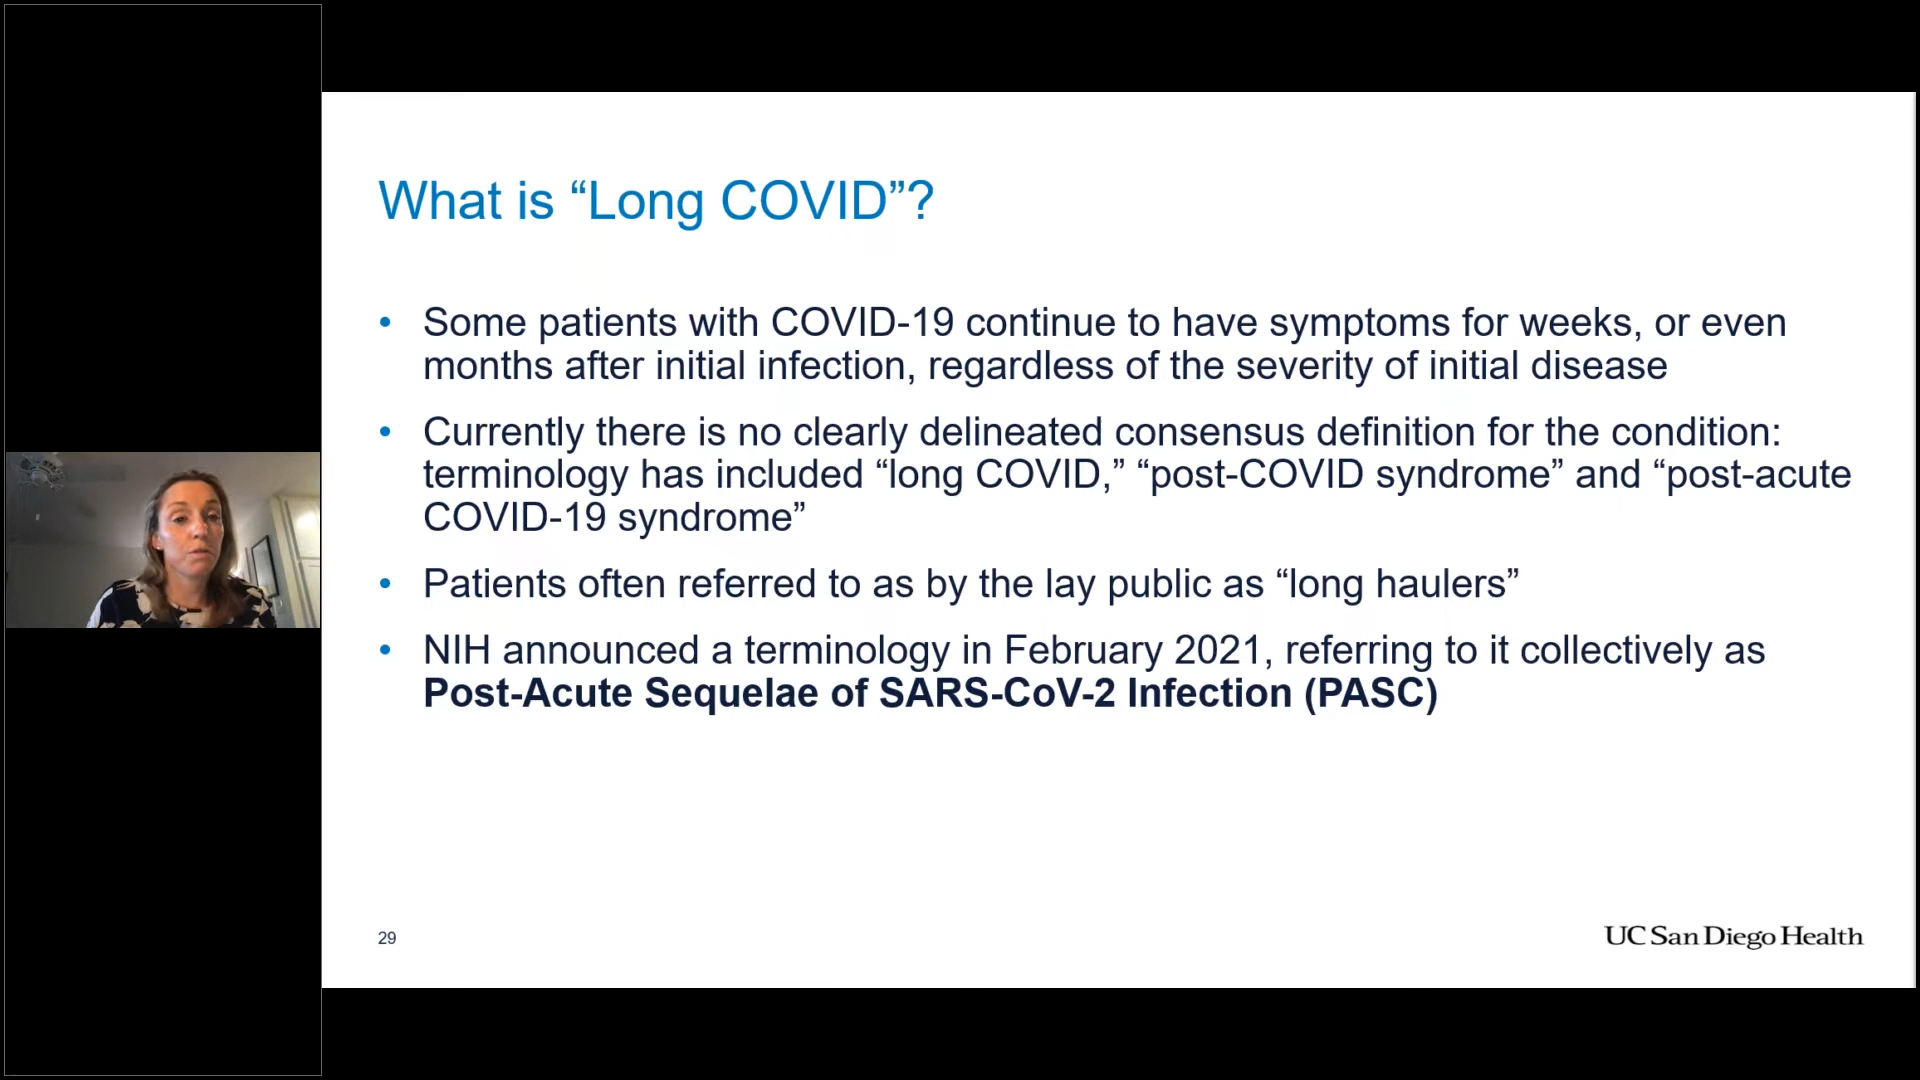 What is “Long COVID”?
• Some patients with COVID-19 continue to have symptoms for weeks, or even
months after initial infection, regardless of the severity of initial disease
• Currently there is no clearly delineated consensus definition for the condition:
terminology has included “long COVID,” “post-COVID syndrome” and “post-acute
COVID-19 syndrome”
• Patients often referred to as by the lay public as “long haulers”
• NIH announced a terminology in February 2021, referring to it collectively as
Post-Acute Sequelae of SARS-CoV-2 Infection (PASC)
29
UC San Diego Health